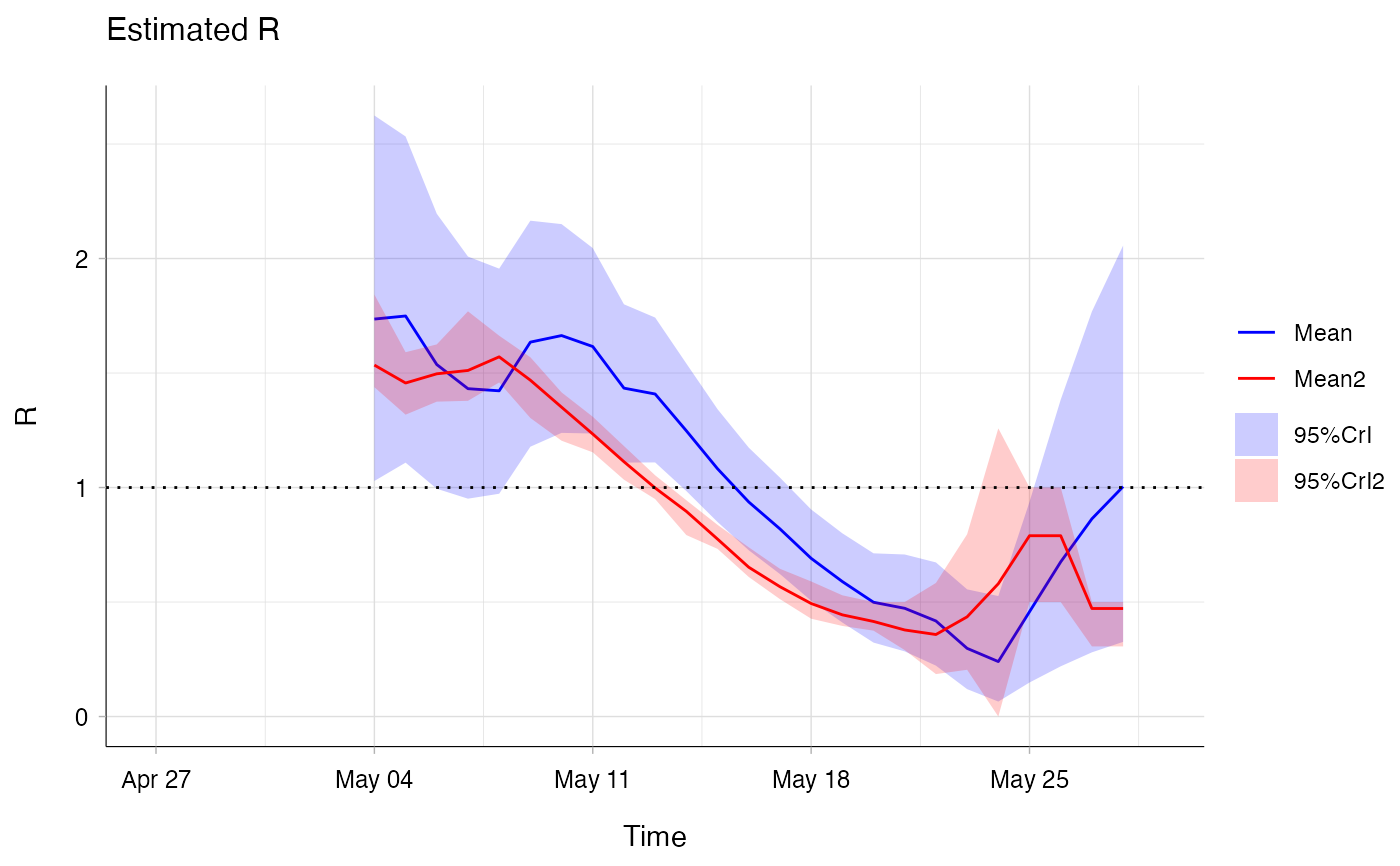 Estimated R
2
1
0
R
Apr 27
May 04
May 11
May 18
May 25
Time
Mean
Mean2
95%CrI
95%CrI2